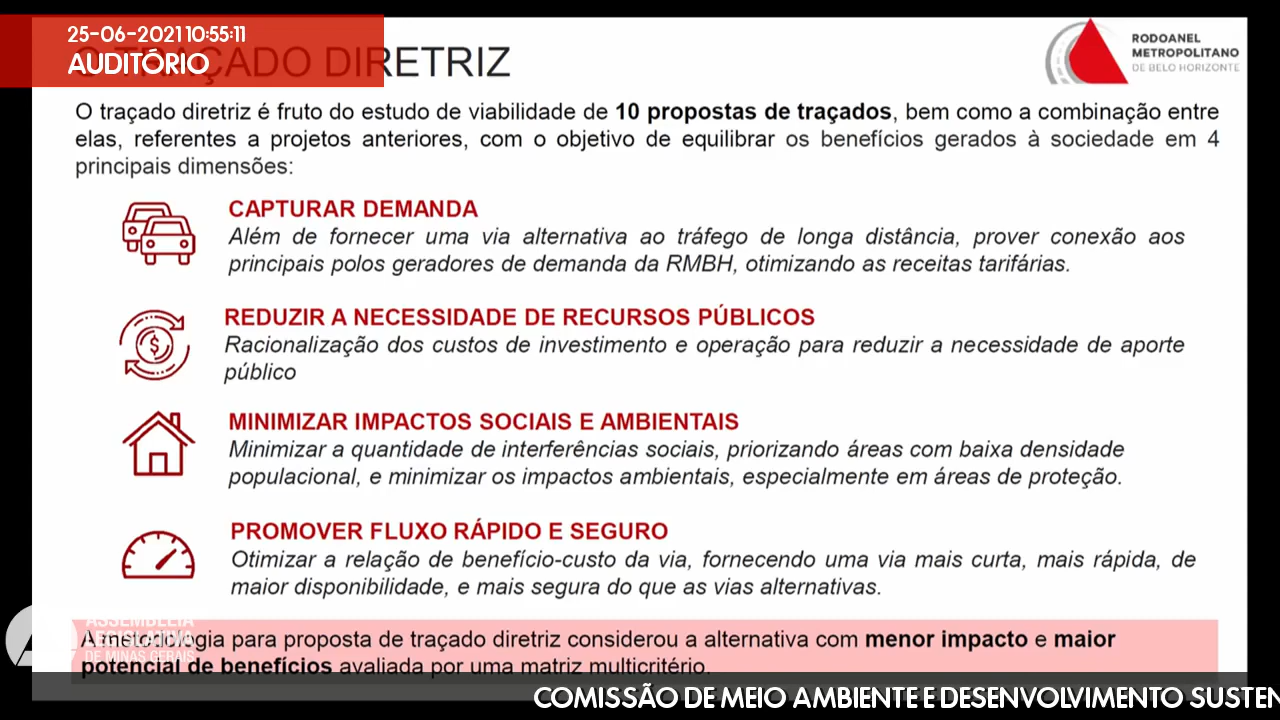 25-06-2021 10:55:11
AUDITÓRIO
O TRAÇADO DIRETRIZ
RODOANEL
METROPOLITANO
DE BELO HORIZONTE
O traçado diretriz é fruto do estudo de viabilidade de 10 propostas de traçados, bem como a combinação entre
elas, referentes a projetos anteriores, com o objetivo de equilibrar os benefícios gerados à sociedade em 4
principais dimensões:
CAPTURAR DEMANDA
Além de fornecer uma via alternativa ao tráfego de longa distância, prover conexão aos
principais polos geradores de demanda da RMBH, otimizando as receitas tarifárias.
REDUZIR A NECESSIDADE DE RECURSOS PÚBLICOS
Racionalização dos custos de investimento e operação para reduzir a necessidade de aporte
público
MINIMIZAR IMPACTOS SOCIAIS E AMBIENTAIS
Minimizar a quantidade de interferências sociais, priorizando áreas com baixa densidade
populacional, e minimizar os impactos ambientais, especialmente em áreas de proteção.
PROMOVER FLUXO RÁPIDO E SEGURO
Otimizar a relação de benefício-custo da via, fornecendo uma via mais curta, mais rápida, de
maior disponibilidade, e mais segura do que as vias alternativas.
ASSEMBLEIA
LEGISLATIVA
DE MINAS GERAIS
A metodologia para proposta de traçado diretriz considerou a alternativa com menor impacto e maior
potencial de benefícios avaliada por uma matriz multicritério.
COMISSÃO DE MEIO AMBIENTE E DESENVOLVIMENTO SUSTEN